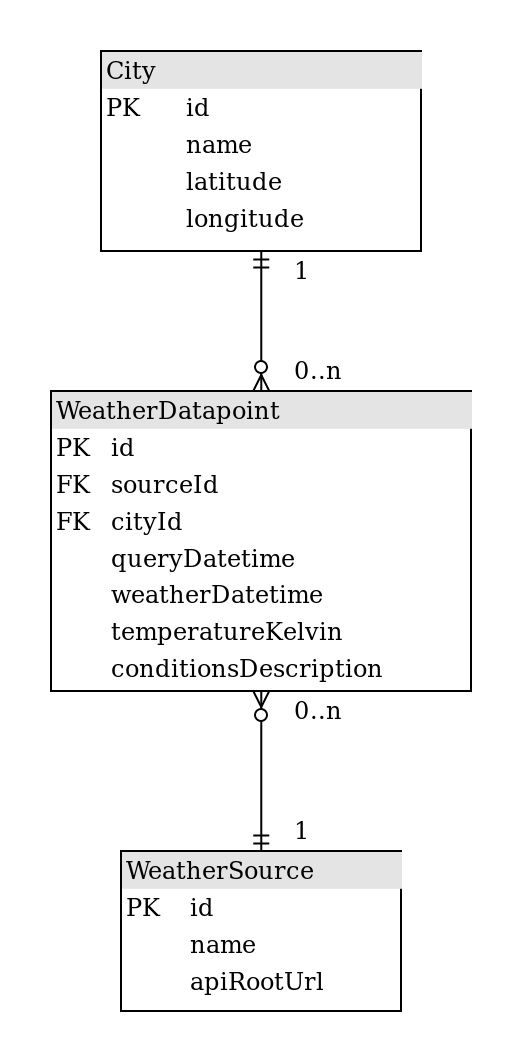 City
PK id
name
latitude
longitude
1
0..n
WeatherDatapoint
PK id
FK sourceId
FK cityId
queryDatetime
weatherDatetime
temperatureKelvin
conditionsDescription
0..n
1
WeatherSource
PK id
name
apiRootUrl